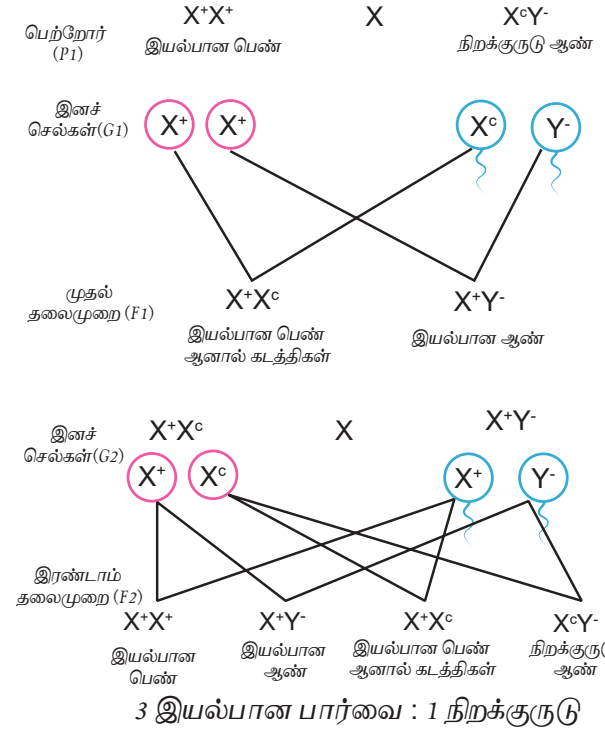 பெற்றோர் X⁺X⁺ X XᶜY⁻
(P1) இயல்பான பெண் நிறக்குருடு ஆண்
இனச்
செல்கள்(G1) X⁺ X⁺ Xᶜ Y⁻
முதல்
தலைமுறை (F1) X⁺Xᶜ X⁺Y⁻
இயல்பான பெண் இயல்பான ஆண்
ஆனால் கடத்திகள்
இனச் X⁺Xᶜ X X⁺Y⁻
செல்கள்(G2) X⁺ Xᶜ X⁺ Y⁻
இரண்டாம்
தலைமுறை (F2)
X⁺X⁺ X⁺Y⁻ X⁺Xᶜ XᶜY⁻
இயல்பான இயல்பான இயல்பான பெண் நிறக்குருடு
பெண் ஆண் ஆனால் கடத்திகள் ஆண்
3 இயல்பான பார்வை : 1 நிறக்குருடு